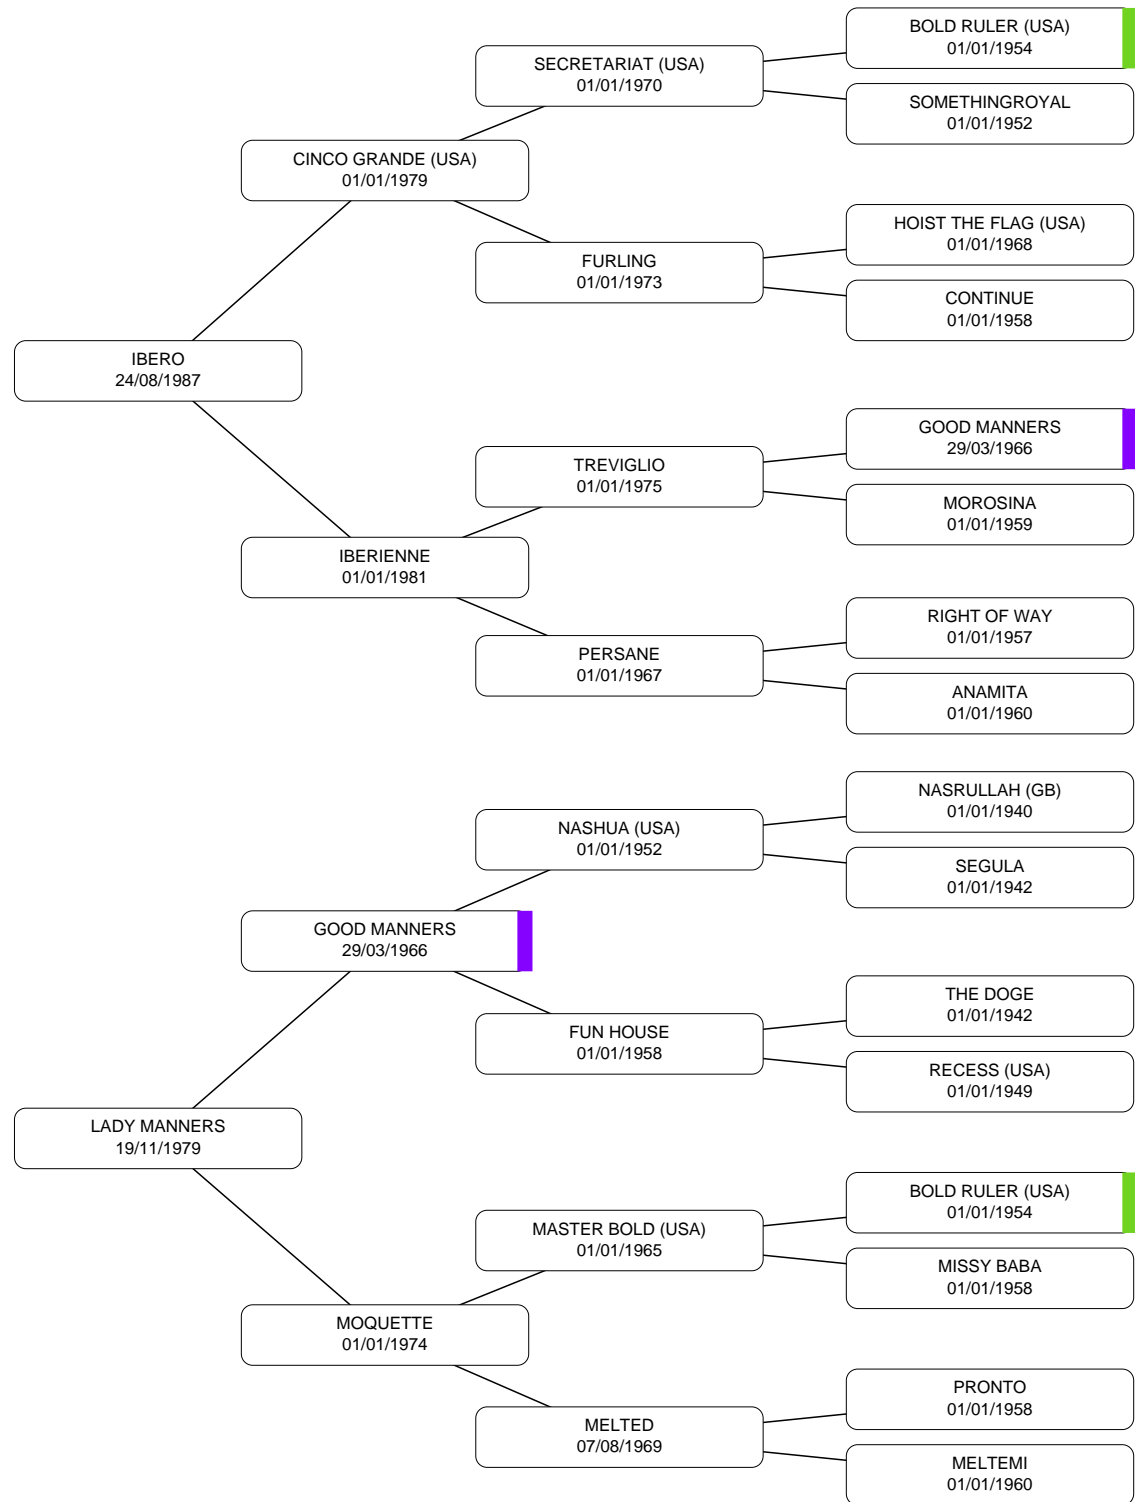 BOLD RULER (USA)
01/01/1954
SECRETARIAT (USA)
01/01/1970
SOMETHINGROYAL
01/01/1952
CINCO GRANDE (USA)
01/01/1979
HOIST THE FLAG (USA)
01/01/1968
FURLING
01/01/1973
CONTINUE
01/01/1958
IBERO
24/08/1987
GOOD MANNERS
29/03/1966
TREVIGLIO
01/01/1975
MOROSINA
01/01/1959
IBERIENNE
01/01/1981
RIGHT OF WAY
01/01/1957
PERSANE
01/01/1967
ANAMITA
01/01/1960
NASRULLAH (GB)
01/01/1940
NASHUA (USA)
01/01/1952
SEGULA
01/01/1942
GOOD MANNERS
29/03/1966
THE DOGE
01/01/1942
FUN HOUSE
01/01/1958
RECESS (USA)
01/01/1949
LADY MANNERS
19/11/1979
BOLD RULER (USA)
01/01/1954
MASTER BOLD (USA)
01/01/1965
MISSY BABA
01/01/1958
MOQUETTE
01/01/1974
PRONTO
01/01/1958
MELTED
07/08/1969
MELTEMI
01/01/1960